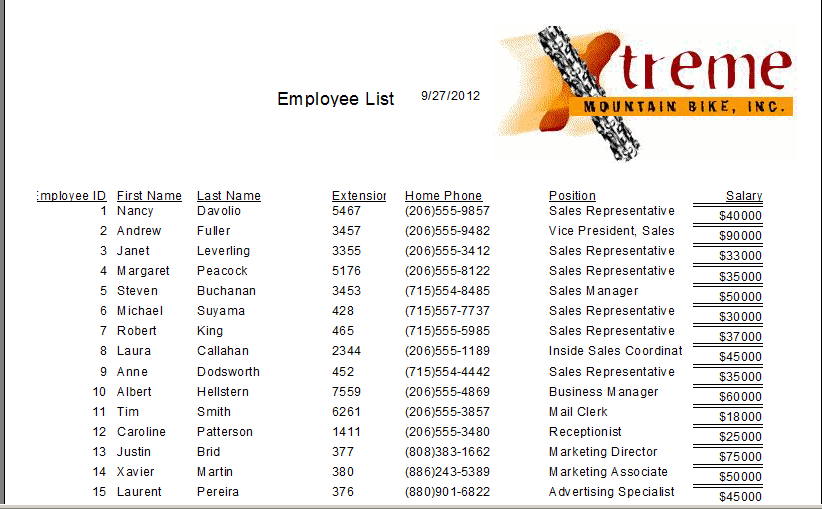 Xtreme
MOUNTAIN BIKE, INC.
Employee List 9/27/2012
Employee ID First Name Last Name Extension Home Phone Position Salary
1 Nancy Davolio 5467 (206)555-9857 Sales Representative $40000
2 Andrew Fuller 3457 (206)555-9482 Vice President, Sales $90000
3 Janet Leverling 3355 (206)555-3412 Sales Representative $33000
4 Margaret Peacock 5176 (206)555-8122 Sales Representative $35000
5 Steven Buchanan 3453 (715)554-8485 Sales Manager $50000
6 Michael Suyama 428 (715)557-7737 Sales Representative $30000
7 Robert King 465 (715)555-5985 Sales Representative $37000
8 Laura Callahan 2344 (206)555-1189 Inside Sales Coordinat $45000
9 Anne Dodsworth 452 (715)554-4442 Sales Representative $35000
10 Albert Hellstern 7559 (206)555-4869 Business Manager $60000
11 Tim Smith 6261 (206)555-3857 Mail Clerk $18000
12 Caroline Patterson 1411 (206)555-3480 Receptionist $25000
13 Justin Brid 377 (808)383-1662 Marketing Director $75000
14 Xavier Martin 380 (886)243-5389 Marketing Associate $50000
15 Laurent Pereira 376 (880)901-6822 Advertising Specialist $45000